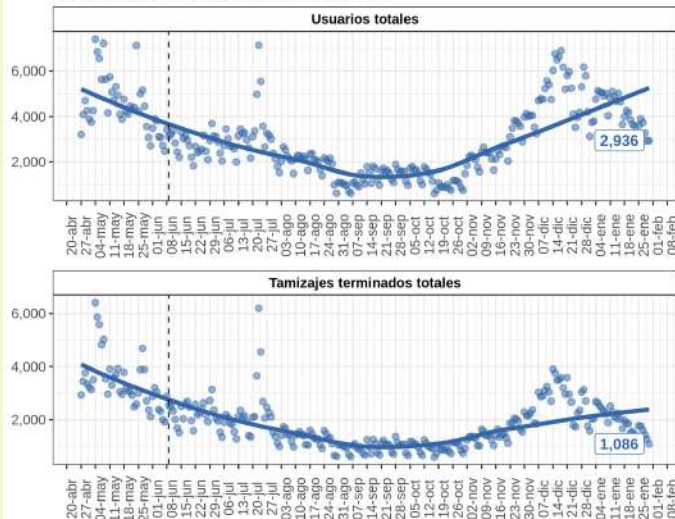 Usuarios totales
6,000
4,000
2,000
2,936
20-abr
27-abr
04-may
11-may
18-may
25-may
01-jun
08-jun
15-jun
22-jun
29-jun
06-jul
13-jul
20-jul
27-jul
03-ago
10-ago
17-ago
24-ago
31-ago
07-sep
14-sep
21-sep
28-sep
05-oct
12-oct
19-oct
26-oct
02-nov
09-nov
16-nov
23-nov
30-nov
07-dic
14-dic
21-dic
28-dic
04-ene
11-ene
18-ene
25-ene
01-feb
08-feb
Tamizajes terminados totales
6,000
4,000
2,000
1,086
20-abr
27-abr
04-may
11-may
18-may
25-may
01-jun
08-jun
15-jun
22-jun
29-jun
06-jul
13-jul
20-jul
27-jul
03-ago
10-ago
17-ago
24-ago
31-ago
07-sep
14-sep
21-sep
28-sep
05-oct
12-oct
19-oct
26-oct
02-nov
09-nov
16-nov
23-nov
30-nov
07-dic
14-dic
21-dic
28-dic
04-ene
11-ene
18-ene
25-ene
01-feb
08-feb